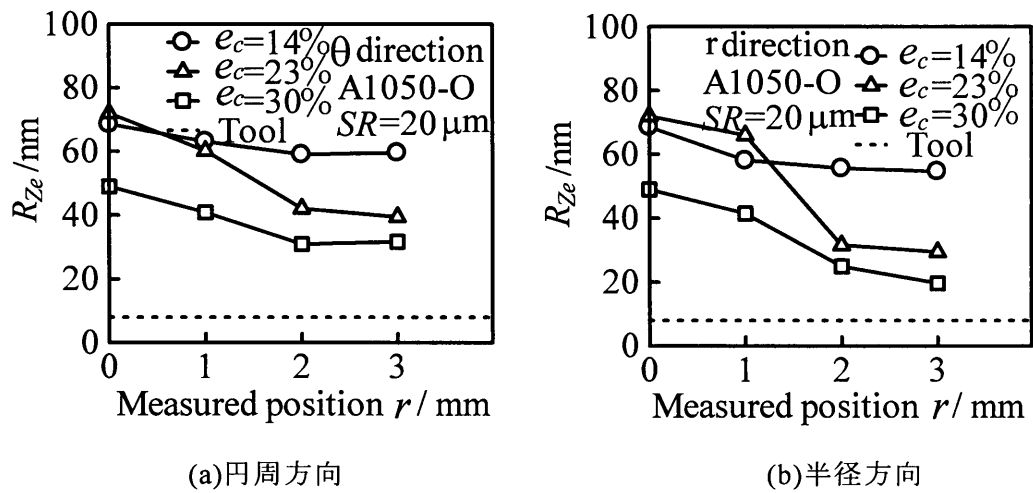 100
80
60
40
20
0
R_Ze /nm
e_c=14%
e_c=23%
e_c=30%
Tool
θ direction
A1050-O
SR=20 μm
0 1 2 3
Measured position r / mm
(a)円周方向
100
80
60
40
20
0
R_Ze /nm
r direction
A1050-O
SR=20 μm
e_c=14%
e_c=23%
e_c=30%
Tool
0 1 2 3
Measured position r / mm
(b)半径方向